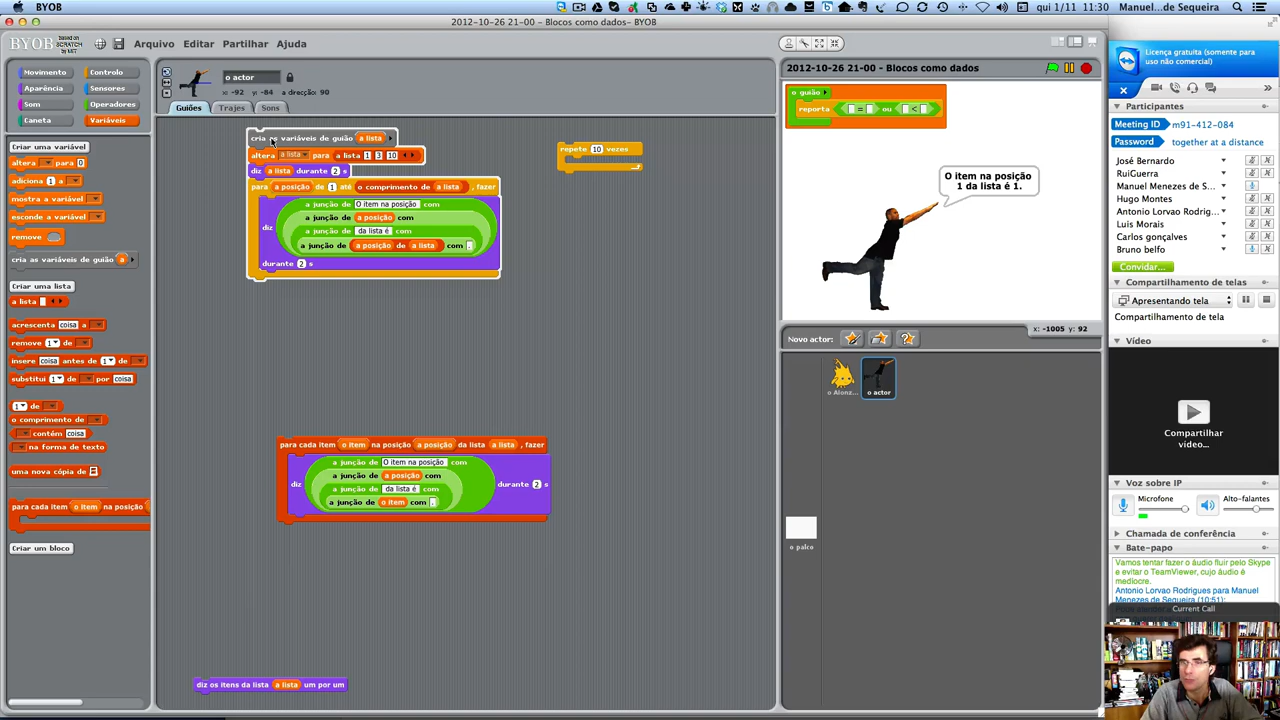 BYOB
qui 1/11 11:30 Manuel...de Sequeira
2012-10-26 21-00 - Blocos como dados- BYOB
BYOB
Arquivo Editar Partilhar Ajuda
Movimento Controlo
Aparência Sensores
Som Operadores
Caneta Variáveis
o actor
x: -92 y: -84 a direcção: 90
Guiões Trajes Sons
Criar uma variável
altera para 0
adiciona 1 a
mostra a variável
esconde a variável
remove
cria as variáveis de guião a
Criar uma lista
a lista
acrescenta coisa a
remove 1 de
insere coisa antes de 1 de
substitui 1 de por coisa
1 de
o comprimento de
contém coisa
na forma de texto
uma nova cópia de
para cada item o item na posição
Criar um bloco
cria as variáveis de guião a lista
altera a lista para a lista 1 3 10
diz a lista durante 2 s
para a posição de 1 até o comprimento de a lista , fazer
a junção de O item na posição com
a junção de a posição com
a junção de da lista é com
diz
a junção de a posição de a lista com .
durante 2 s
repete 10 vezes
para cada item o item na posição a posição da lista a lista , fazer
a junção de O item na posição com
a junção de a posição com
diz durante 2 s
a junção de da lista é com
a junção de o item com .
diz os itens da lista a lista um por um
2012-10-26 21-00 - Blocos como dados
o guião
reporta = ou <
O item na posição
1 da lista é 1.
x: -1005 y: 92
Novo actor:
o Alonz...
o actor
o palco
Licença gratuita (somente para
uso não comercial)
Participantes
Meeting ID m91-412-084
Password together at a distance
José Bernardo
RuiGuerra
Manuel Menezes de S...
Hugo Montes
Antonio Lorvao Rodrig...
Luis Morais
Carlos gonçalves
Bruno belfo
Convidar...
Compartilhamento de telas
Apresentando tela
Compartilhamento de tela
Vídeo
Compartilhar
vídeo...
Voz sobre IP
Microfone Alto-falantes
Chamada de conferência
Bate-papo
Vamos tentar fazer o áudio fluir pelo Skype
e evitar o TeamViewer, cujo áudio é
medíocre.
Antonio Lorvao Rodrigues para Manuel
Menezes de Sequeira (10:51):
Current Call